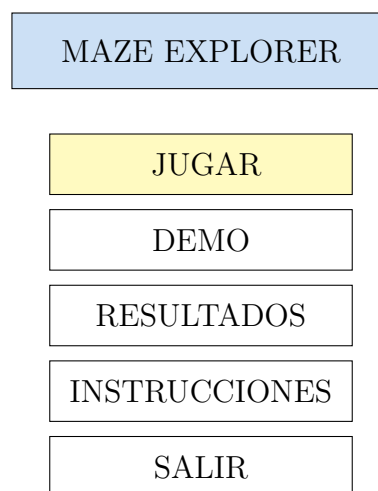 MAZE EXPLORER
JUGAR
DEMO
RESULTADOS
INSTRUCCIONES
SALIR